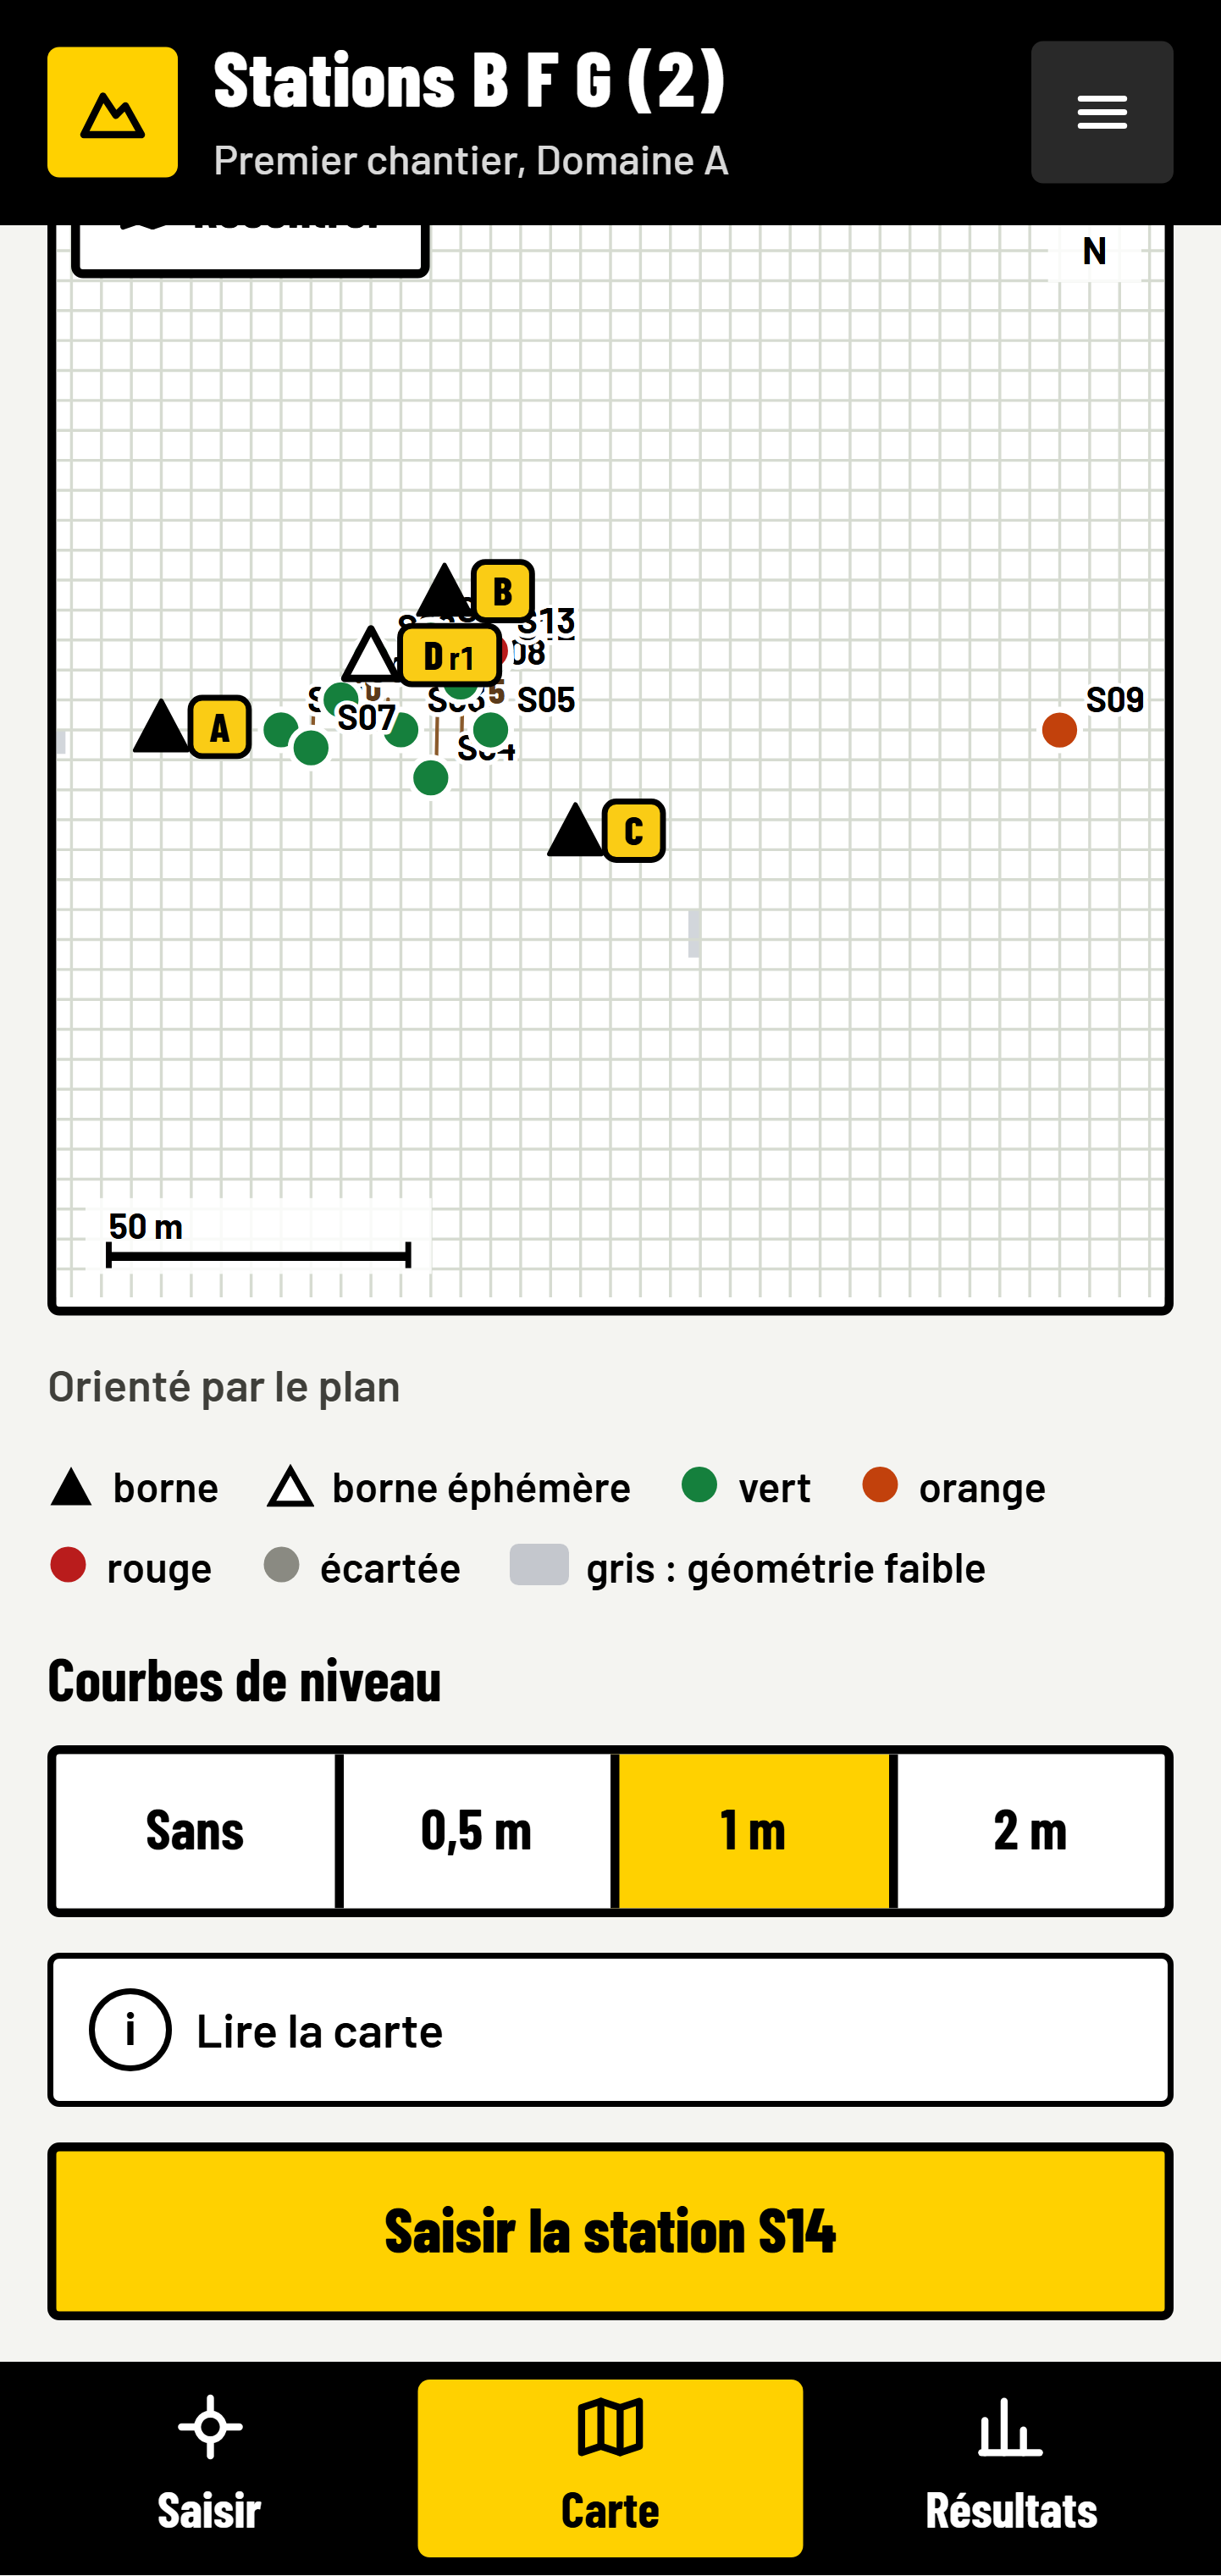 Stations B F G (2)
Premier chantier, Domaine A
N
B
S13
08
D r1
S05
S09
S07
A
C
50 m
Orienté par le plan
borne
borne éphémère
vert
orange
rouge
écartée
gris : géométrie faible
Courbes de niveau
Sans
0,5 m
1 m
2 m
i
Lire la carte
Saisir la station S14
Saisir
Carte
Résultats